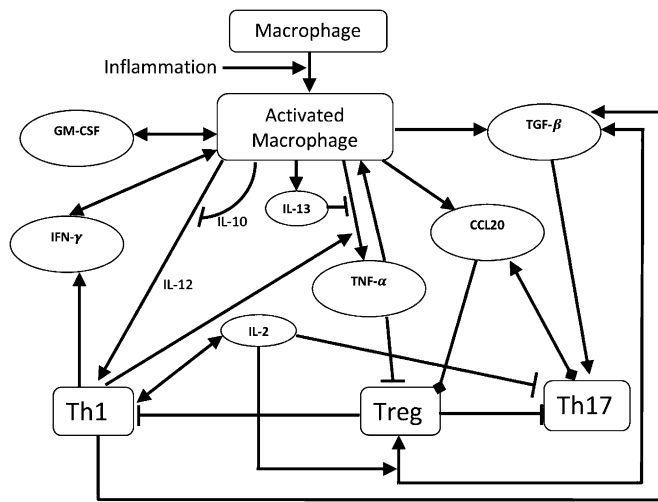 Macrophage
Inflammation
Activated
Macrophage
GM-CSF
TGF-β
IL-10
IL-13
CCL20
IFN-γ
IL-12
TNF-α
IL-2
Th1
Treg
Th17